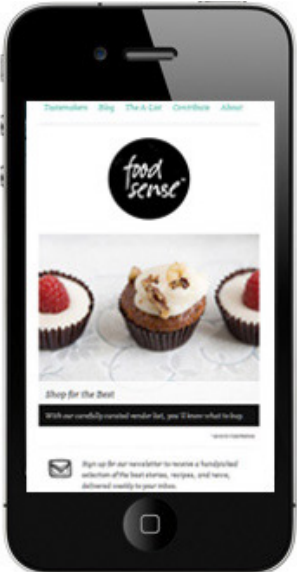 Tastemakers Blog The A-List Contribute About
food
sense™
Shop for the Best
With our carefully curated vendor list, you'll know what to buy.
Sign up for our newsletter to receive a handpicked
selection of the best stories, recipes, and news,
delivered weekly to your inbox.